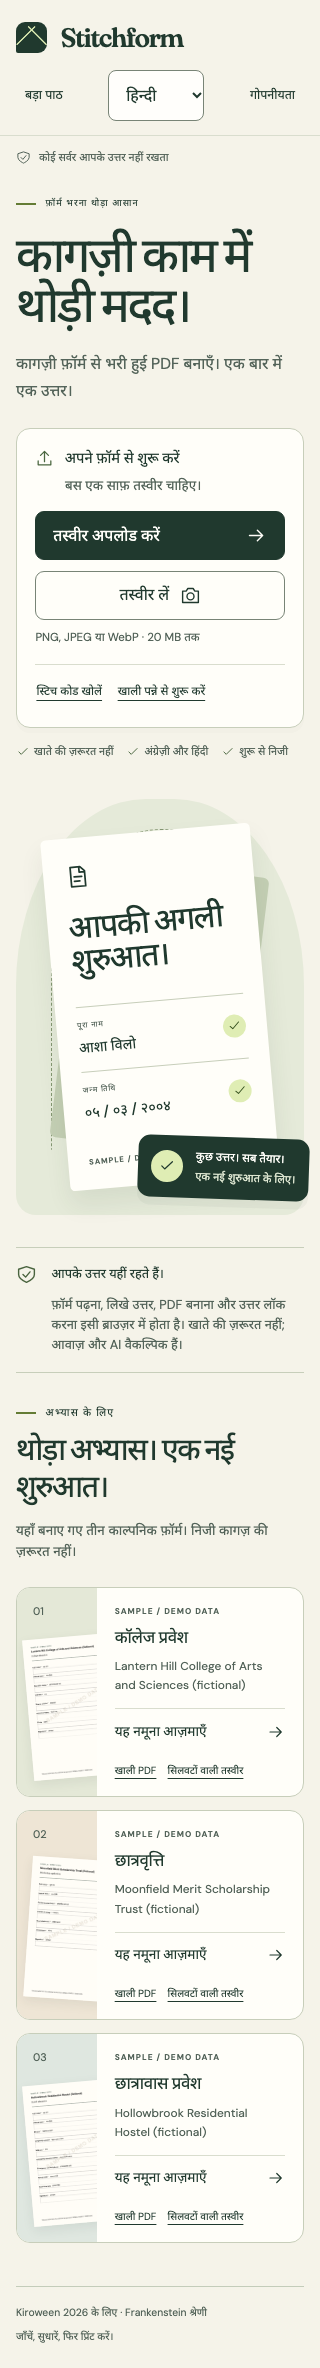 Stitchform
बड़ा पाठ
हिन्दी
गोपनीयता
कोई सर्वर आपके उत्तर नहीं रखता
फ़ॉर्म भरना थोड़ा आसान
काग़ज़ी काम में
थोड़ी मदद।
काग़ज़ी फ़ॉर्म से भरी हुई PDF बनाएँ। एक बार में
एक उत्तर।
अपने फ़ॉर्म से शुरू करें
बस एक साफ़ तस्वीर चाहिए।
तस्वीर अपलोड करें
तस्वीर लें
PNG, JPEG या WebP · 20 MB तक
स्टिच कोड खोलें
खाली पन्ने से शुरू करें
खाते की ज़रूरत नहीं
अंग्रेज़ी और हिंदी
शुरू से निजी
आपकी अगली
शुरुआत।
पूरा नाम
आशा विलो
जन्म तिथि
०५ / ०३ / २००४
SAMPLE / D
कुछ उत्तर। सब तैयार।
एक नई शुरुआत के लिए।
आपके उत्तर यहीं रहते हैं।
फ़ॉर्म पढ़ना, लिखे उत्तर, PDF बनाना और उत्तर लॉक
करना इसी ब्राउज़र में होता है। खाते की ज़रूरत नहीं;
आवाज़ और AI वैकल्पिक हैं।
अभ्यास के लिए
थोड़ा अभ्यास। एक नई
शुरुआत।
यहाँ बनाए गए तीन काल्पनिक फ़ॉर्म। निजी कागज़ की
ज़रूरत नहीं।
01
SAMPLE / DEMO DATA
कॉलेज प्रवेश
Lantern Hill College of Arts
and Sciences (fictional)
यह नमूना आज़माएँ
खाली PDF
सिलवटों वाली तस्वीर
02
SAMPLE / DEMO DATA
छात्रवृत्ति
Moonfield Merit Scholarship
Trust (fictional)
यह नमूना आज़माएँ
खाली PDF
सिलवटों वाली तस्वीर
03
SAMPLE / DEMO DATA
छात्रावास प्रवेश
Hollowbrook Residential
Hostel (fictional)
यह नमूना आज़माएँ
खाली PDF
सिलवटों वाली तस्वीर
Kiroween 2026 के लिए · Frankenstein श्रेणी
जाँचें, सुधारें, फिर प्रिंट करें।